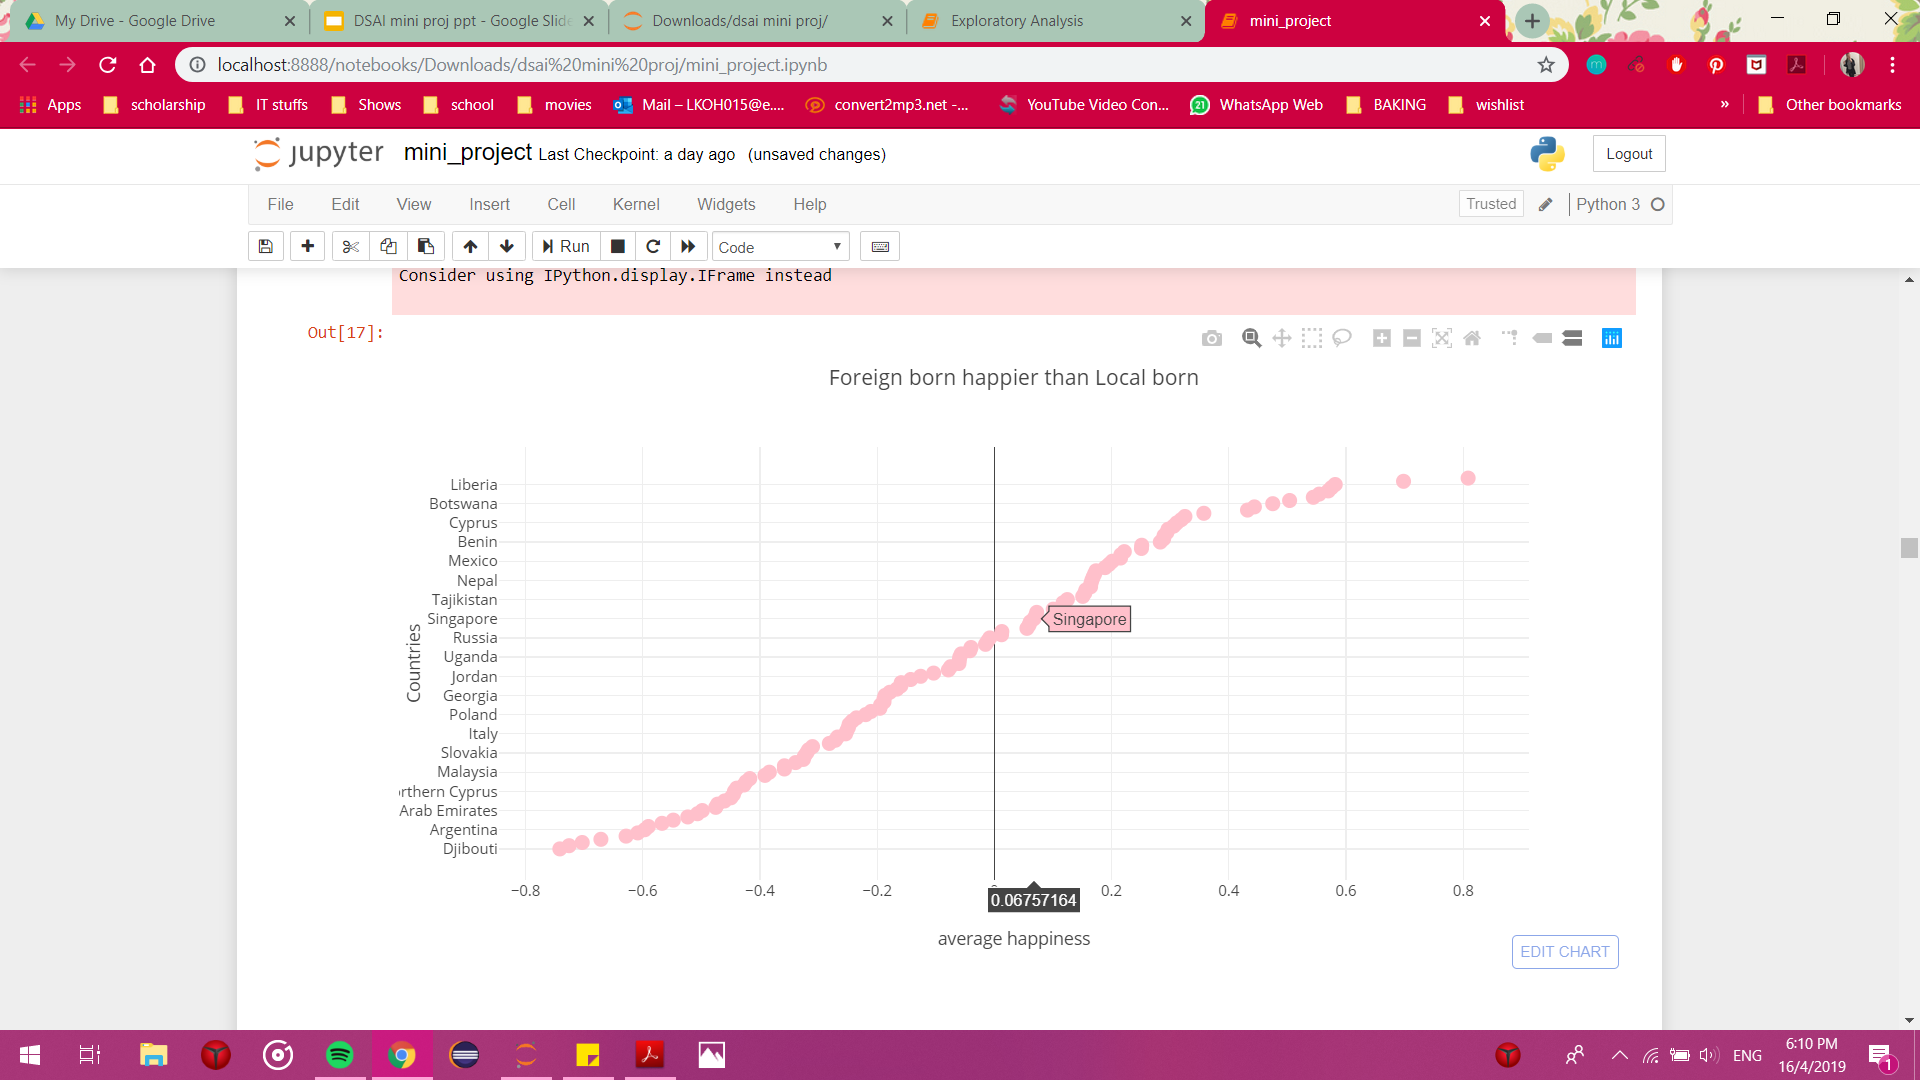 My Drive - Google Drive
DSAI mini proj ppt - Google Slide
Downloads/dsai mini proj/
Exploratory Analysis
mini_project
localhost:8888/notebooks/Downloads/dsai%20mini%20proj/mini_project.ipynb
Apps
scholarship
IT stuffs
Shows
school
movies
Mail – LKOH015@e....
convert2mp3.net -...
YouTube Video Con...
21
WhatsApp Web
BAKING
wishlist
»
Other bookmarks
jupyter
mini_project Last Checkpoint: a day ago (unsaved changes)
Logout
File
Edit
View
Insert
Cell
Kernel
Widgets
Help
Trusted
Python 3
Run
Code
Consider using IPython.display.IFrame instead
Out[17]:
Foreign born happier than Local born
Countries
Liberia
Botswana
Cyprus
Benin
Mexico
Nepal
Tajikistan
Singapore
Singapore
Russia
Uganda
Jordan
Georgia
Poland
Italy
Slovakia
Malaysia
rthern Cyprus
Arab Emirates
Argentina
Djibouti
−0.8
−0.6
−0.4
−0.2
0.06757164
0.2
0.4
0.6
0.8
average happiness
EDIT CHART
ENG
6:10 PM
16/4/2019
1